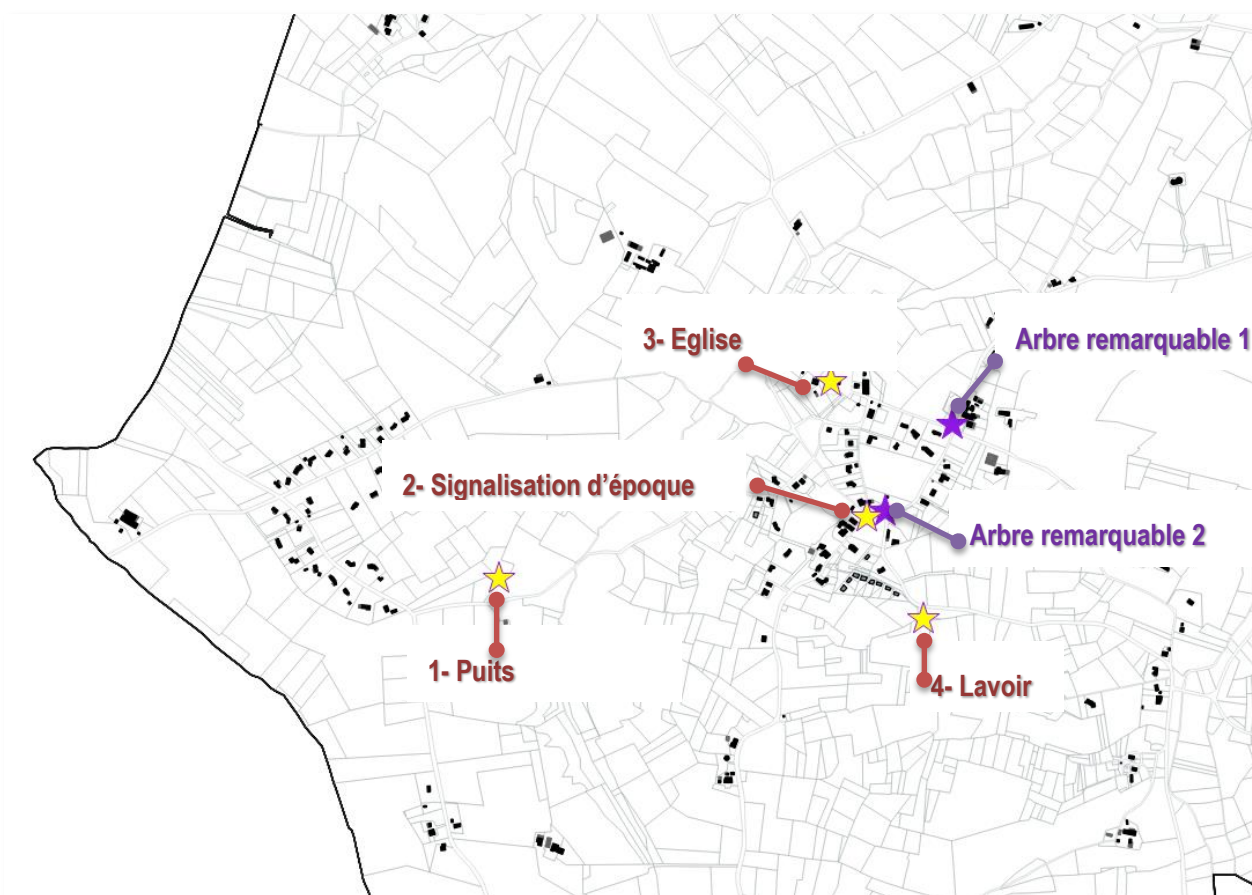 3- Eglise
Arbre remarquable 1
2- Signalisation d’époque
Arbre remarquable 2
1- Puits
4- Lavoir